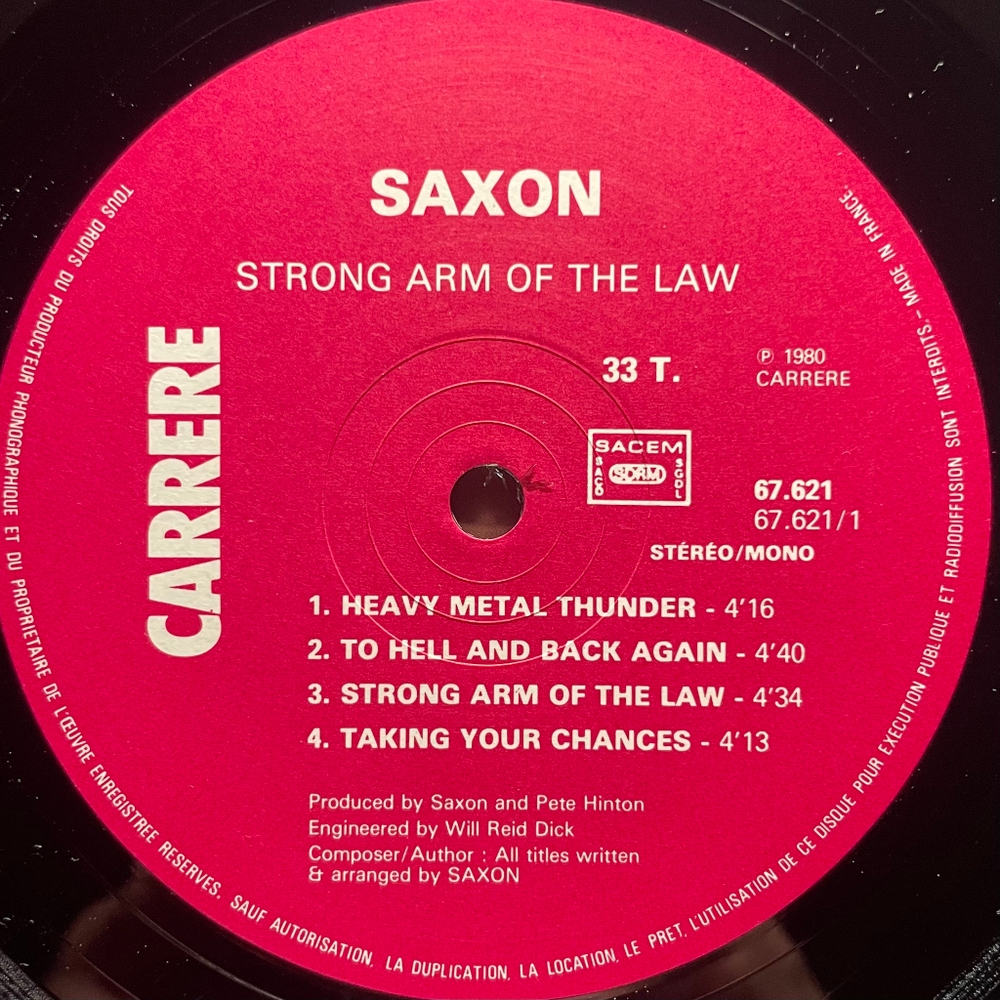 SAXON
STRONG ARM OF THE LAW
CARRERE
33 T.
℗ 1980
CARRERE
SACEM
SACD
SDRM
SGDL
67.621
67.621/1
STÉRÉO/MONO
1. HEAVY METAL THUNDER - 4'16
2. TO HELL AND BACK AGAIN - 4'40
3. STRONG ARM OF THE LAW - 4'34
4. TAKING YOUR CHANCES - 4'13
Produced by Saxon and Pete Hinton
Engineered by Will Reid Dick
Composer/Author : All titles written
& arranged by SAXON
TOUS DROITS DU PRODUCTEUR PHONOGRAPHIQUE ET DU PROPRIETAIRE DE L'ŒUVRE ENREGISTREE RESERVES. SAUF AUTORISATION, LA DUPLICATION, LA LOCATION, LE PRET, L'UTILISATION DE CE DISQUE POUR EXECUTION PUBLIQUE ET RADIODIFFUSION SONT INTERDITS. - MADE IN FRANCE.